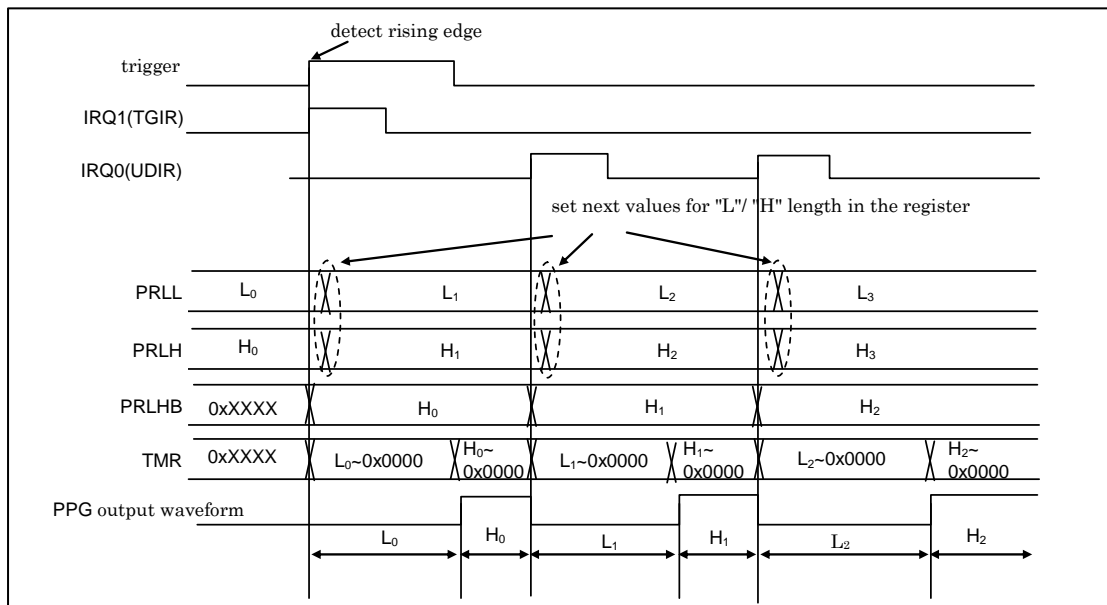 detect rising edge
trigger
IRQ1(TGIR)
IRQ0(UDIR)
set next values for "L"/ "H" length in the register
PRLL L₀ L₁ L₂ L₃
PRLH H₀ H₁ H₂ H₃
PRLHB 0xXXXX H₀ H₁ H₂
TMR 0xXXXX L₀~0x0000 H₀~ 0x0000 L₁~0x0000 H₁~ 0x0000 L₂~0x0000 H₂~ 0x0000
PPG output waveform
L₀ H₀ L₁ H₁ L₂ H₂